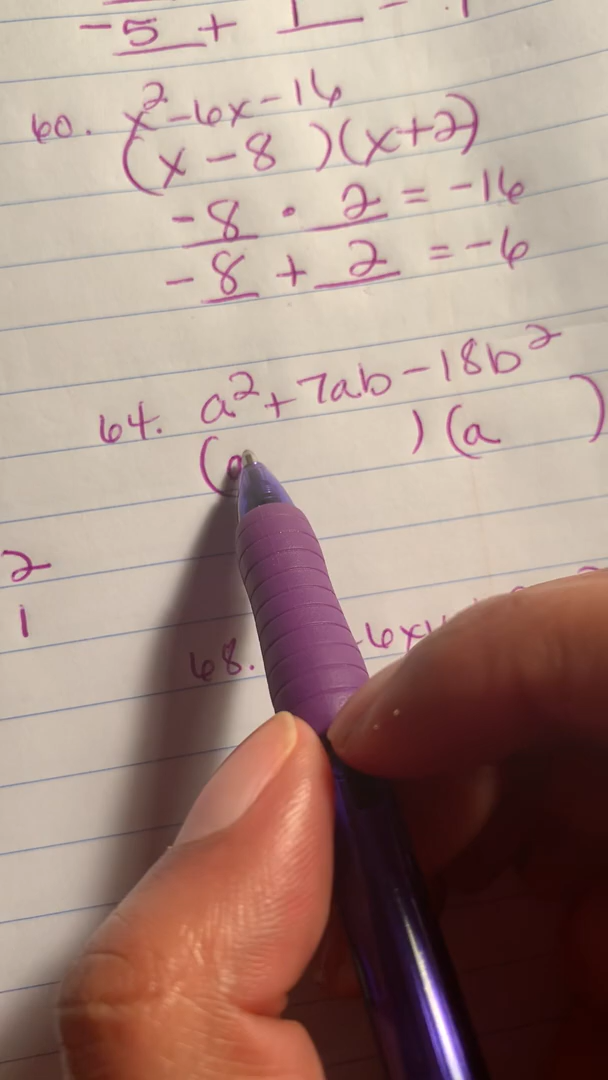 -5 + 1 =
60. x² - 6x - 16
(x - 8 )(x + 2)
-8 · 2 = -16
-8 + 2 = -6
64. a² + 7ab - 18b²
(a )(a )
2
1
68. -6xy